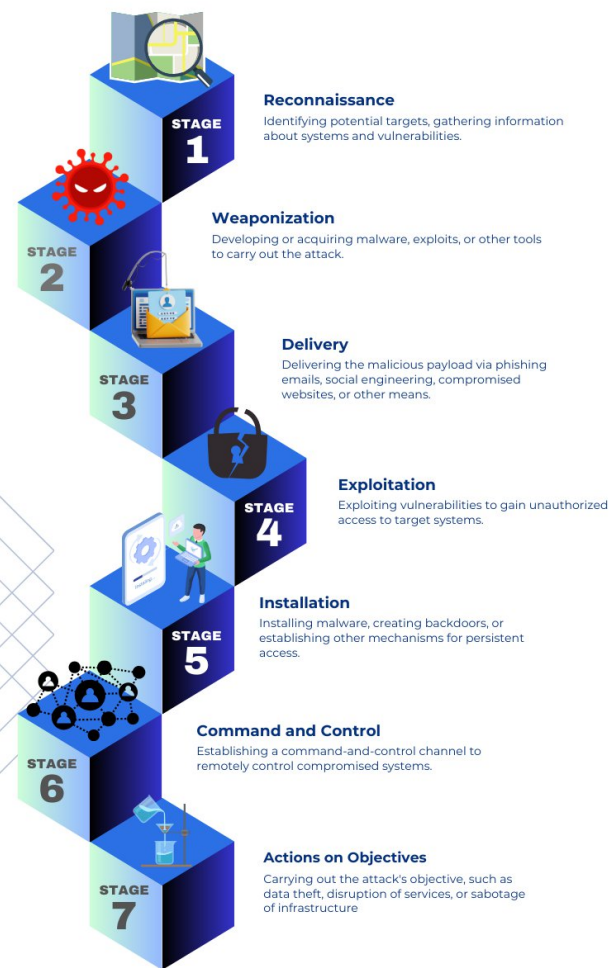 STAGE
1
Reconnaissance
Identifying potential targets, gathering information
about systems and vulnerabilities.
STAGE
2
Weaponization
Developing or acquiring malware, exploits, or other tools
to carry out the attack.
STAGE
3
Delivery
Delivering the malicious payload via phishing
emails, social engineering, compromised
websites, or other means.
STAGE
4
Exploitation
Exploiting vulnerabilities to gain unauthorized
access to target systems.
STAGE
5
Installation
Installing malware, creating backdoors, or
establishing other mechanisms for persistent
access.
STAGE
6
Command and Control
Establishing a command-and-control channel to
remotely control compromised systems.
STAGE
7
Actions on Objectives
Carrying out the attack's objective, such as
data theft, disruption of services, or sabotage
of infrastructure